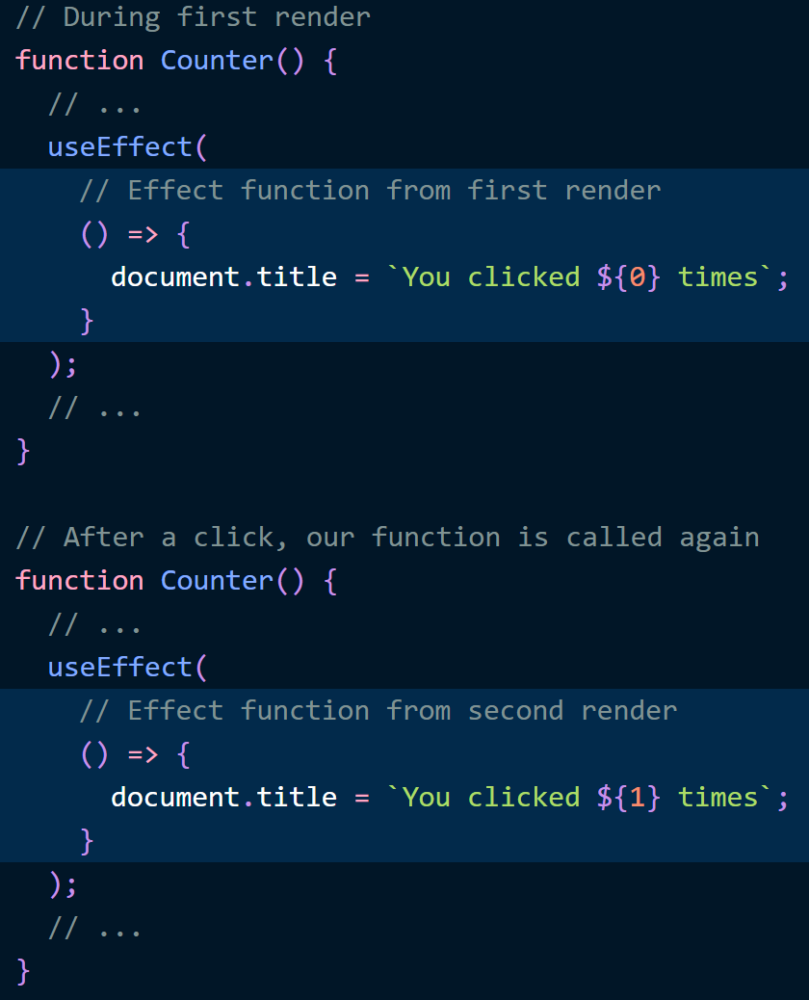 // During first render
function Counter() {
  // ...
  useEffect(
    // Effect function from first render
    () => {
      document.title = `You clicked ${0} times`;
    }
  );
  // ...
}

// After a click, our function is called again
function Counter() {
  // ...
  useEffect(
    // Effect function from second render
    () => {
      document.title = `You clicked ${1} times`;
    }
  );
  // ...
}